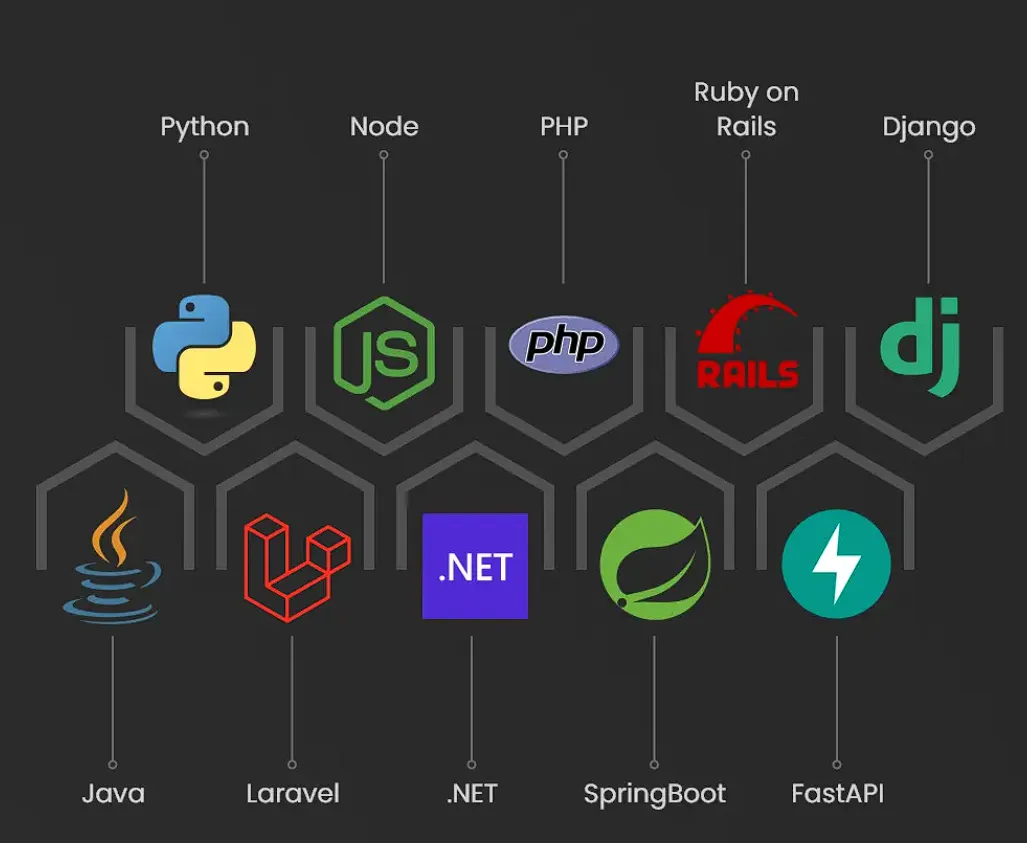 Python
Node
PHP
Ruby on
Rails
Django
JS
php
RAILS
dj
.NET
Java
Laravel
.NET
SpringBoot
FastAPI